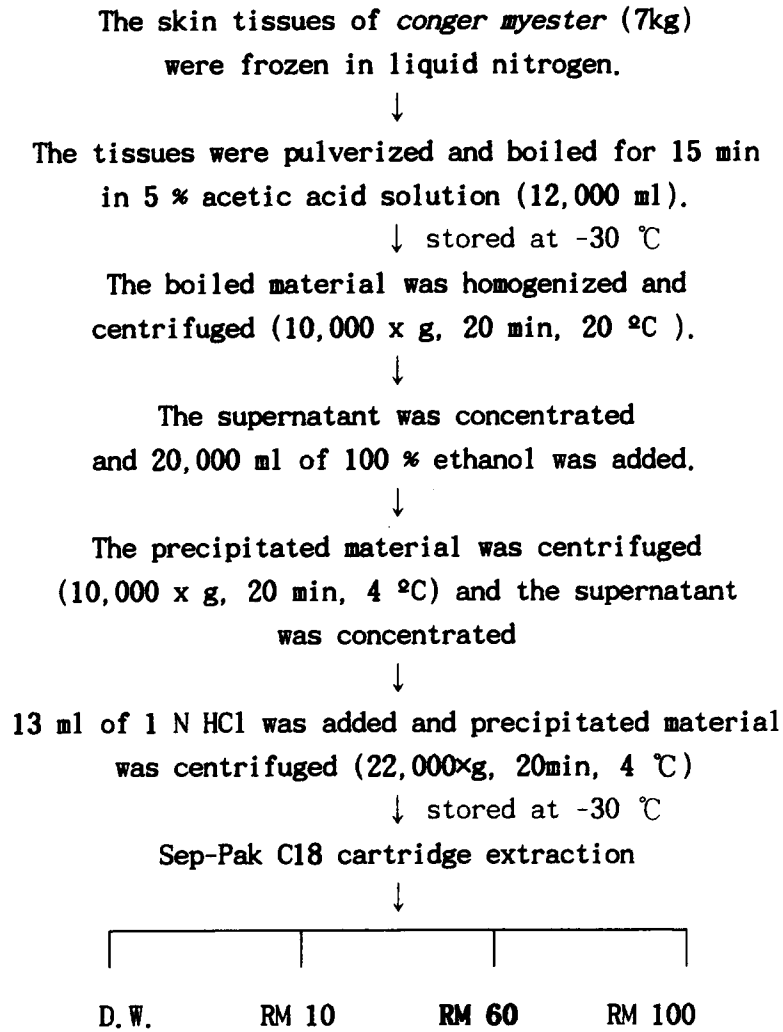 The skin tissues of conger myester (7kg)
were frozen in liquid nitrogen.
↓
The tissues were pulverized and boiled for 15 min
in 5 % acetic acid solution (12,000 ml).
↓ stored at -30 ℃
The boiled material was homogenized and
centrifuged (10,000 x g, 20 min, 20 ºC ).
↓
The supernatant was concentrated
and 20,000 ml of 100 % ethanol was added.
↓
The precipitated material was centrifuged
(10,000 x g, 20 min, 4 ºC) and the supernatant
was concentrated
↓
13 ml of 1 N HCl was added and precipitated material
was centrifuged (22,000×g, 20min, 4 ℃)
↓ stored at -30 ℃
Sep-Pak C18 cartridge extraction
↓
D.W. RM 10 RM 60 RM 100